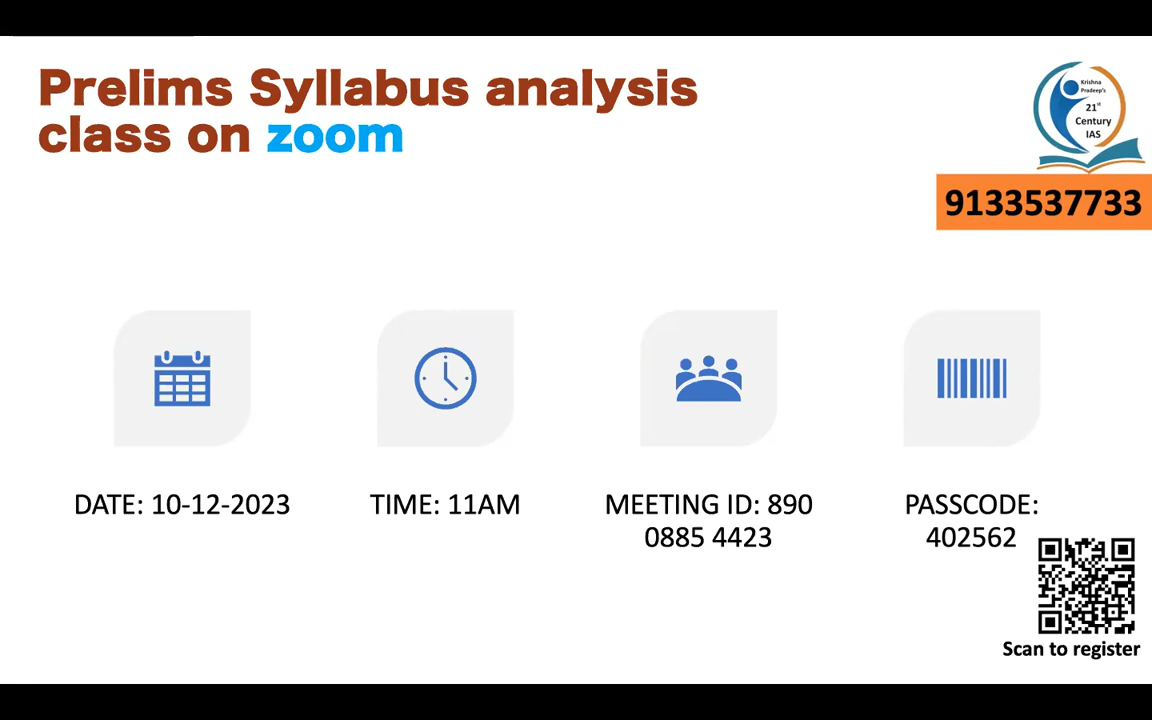 Prelims Syllabus analysis
class on zoom
Krishna
Pradeep's
21st
Century
IAS
9133537733
DATE: 10-12-2023
TIME: 11AM
MEETING ID: 890
0885 4423
PASSCODE:
402562
Scan to register